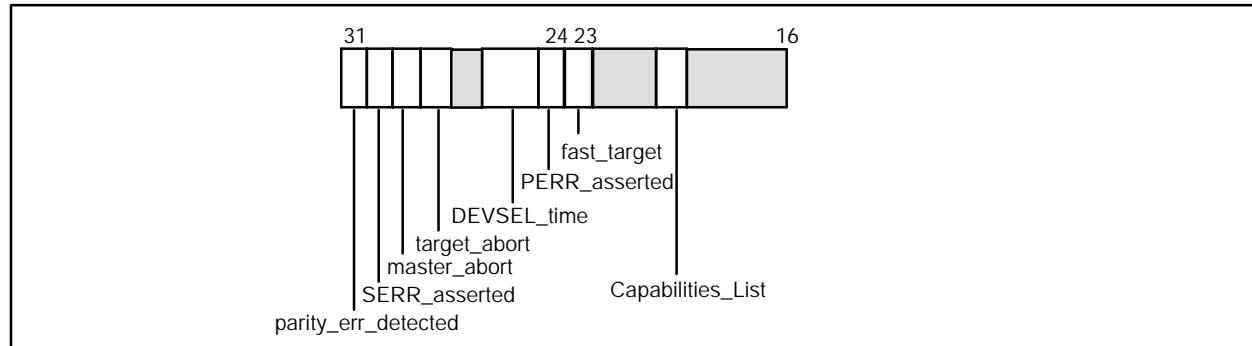 31
24 23
16
fast_target
PERR_asserted
DEVSEL_time
target_abort
master_abort
SERR_asserted
Capabilities_List
parity_err_detected